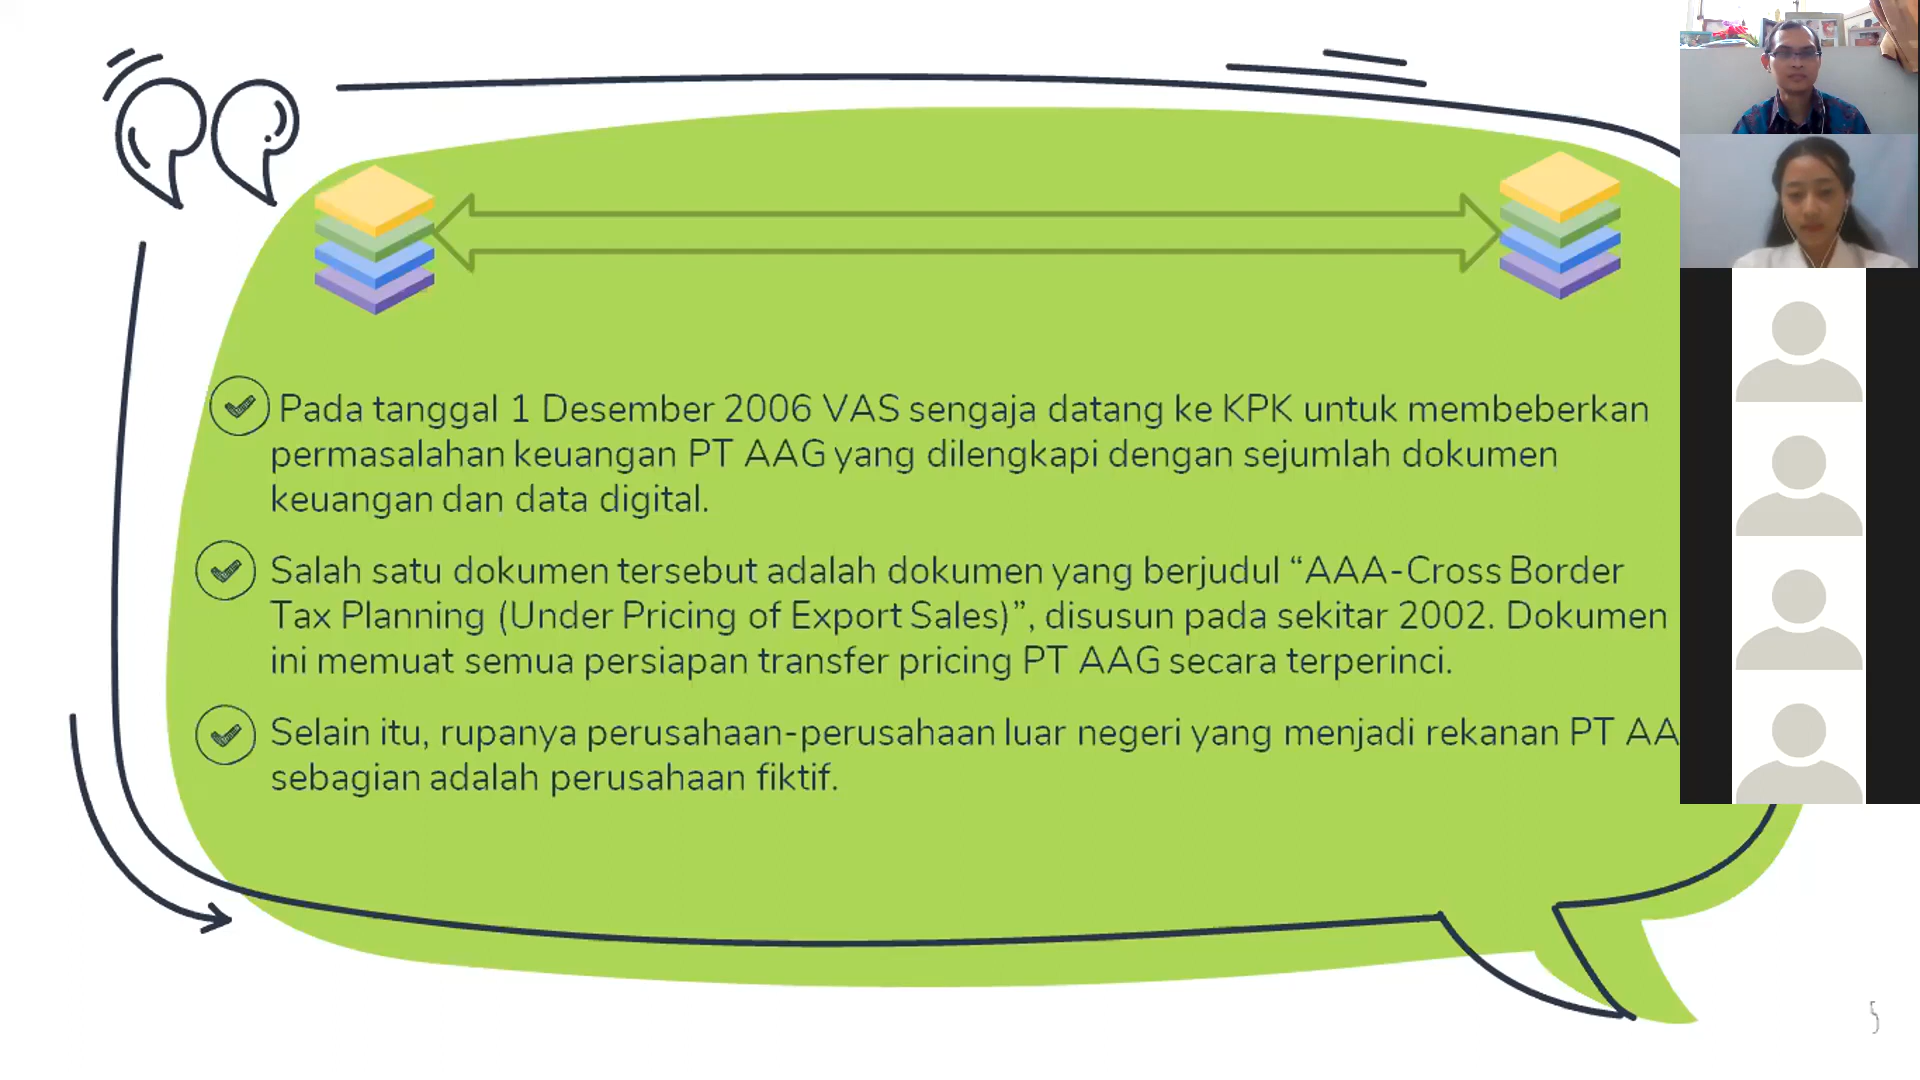 Pada tanggal 1 Desember 2006 VAS sengaja datang ke KPK untuk membeberkan
permasalahan keuangan PT AAG yang dilengkapi dengan sejumlah dokumen
keuangan dan data digital.
Salah satu dokumen tersebut adalah dokumen yang berjudul “AAA-Cross Border
Tax Planning (Under Pricing of Export Sales)”, disusun pada sekitar 2002. Dokumen
ini memuat semua persiapan transfer pricing PT AAG secara terperinci.
Selain itu, rupanya perusahaan-perusahaan luar negeri yang menjadi rekanan PT AA
sebagian adalah perusahaan fiktif.
5